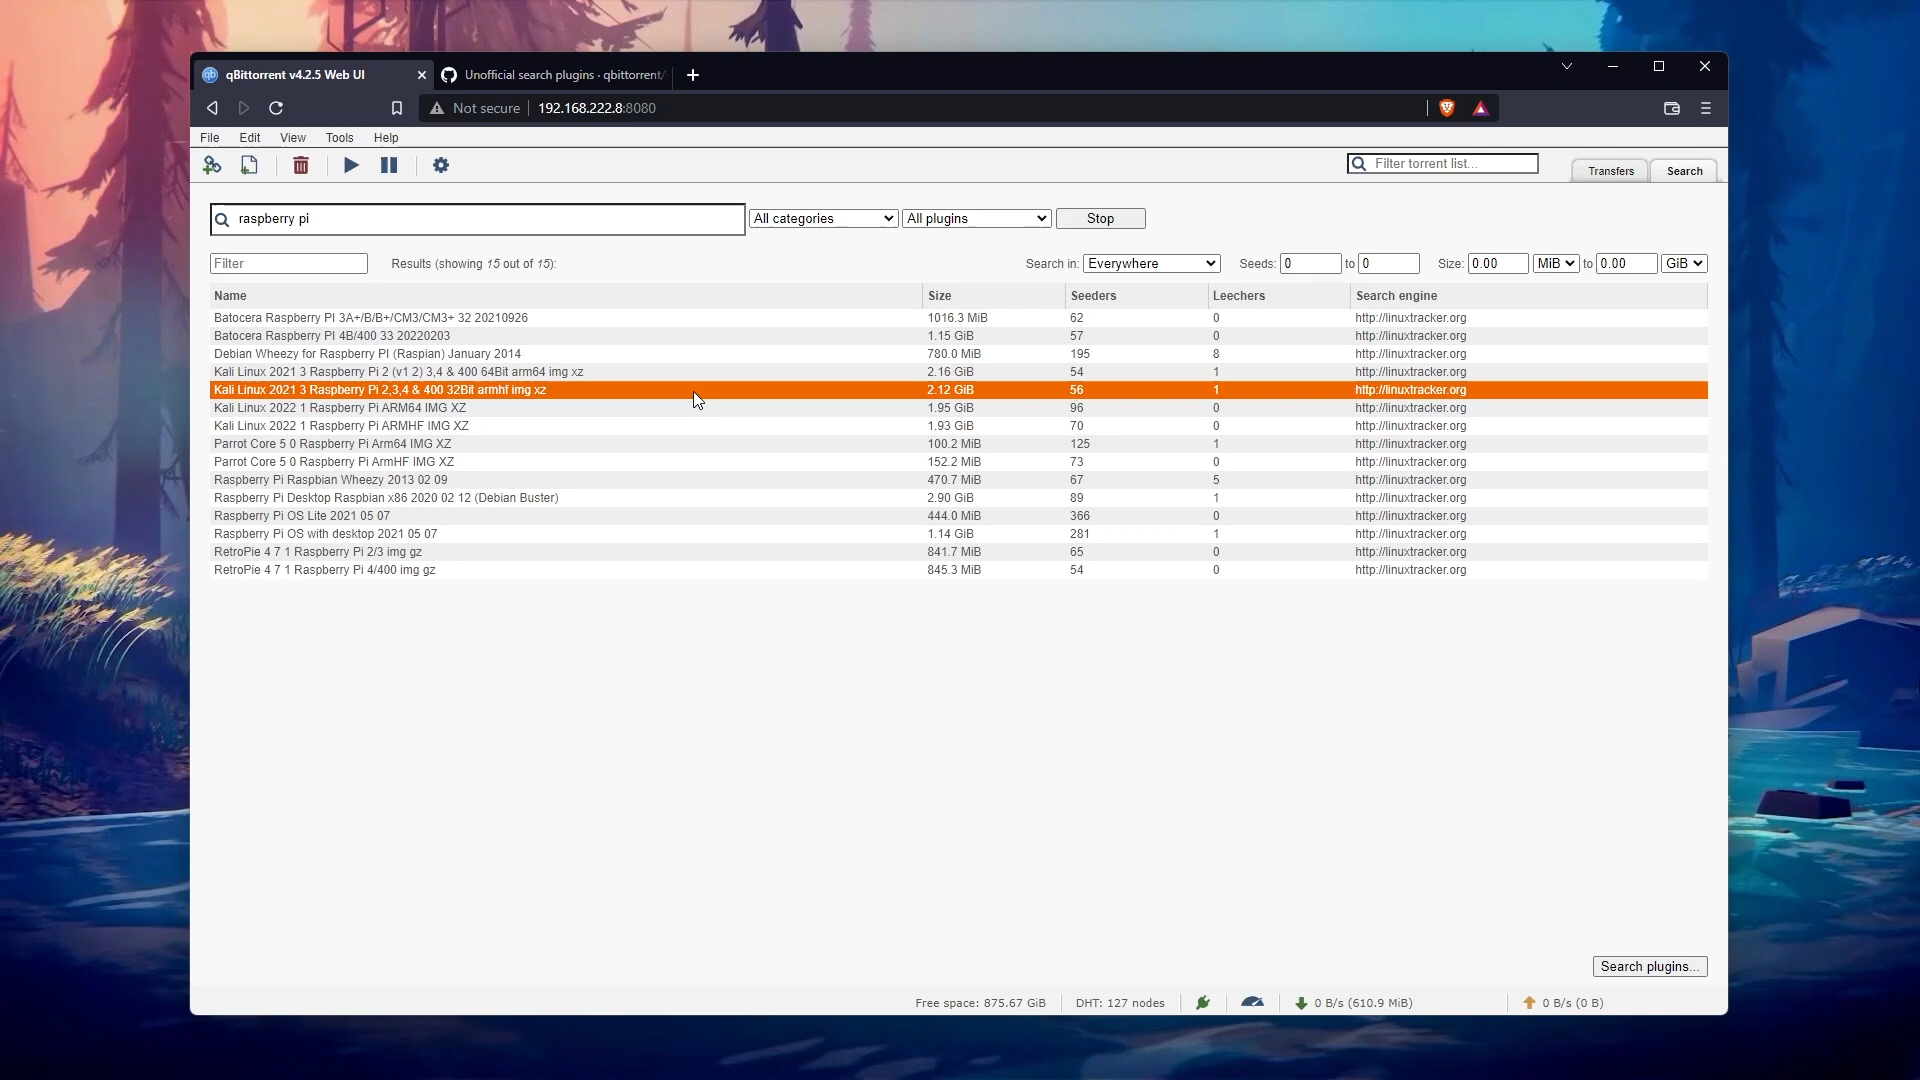 qBittorrent v4.2.5 Web UI
Unofficial search plugins · qbittorrent/
Not secure 192.168.222.8:8080
File Edit View Tools Help
Filter torrent list...
Transfers Search
raspberry pi All categories All plugins Stop
Filter Results (showing 15 out of 15): Search in: Everywhere Seeds: 0 to 0 Size: 0.00 MiB to 0.00 GiB
Name Size Seeders Leechers Search engine
Batocera Raspberry PI 3A+/B/B+/CM3/CM3+ 32 20210926 1016.3 MiB 62 0 http://linuxtracker.org
Batocera Raspberry PI 4B/400 33 20220203 1.15 GiB 57 0 http://linuxtracker.org
Debian Wheezy for Raspberry PI (Raspian) January 2014 780.0 MiB 195 8 http://linuxtracker.org
Kali Linux 2021 3 Raspberry Pi 2 (v1 2) 3,4 & 400 64Bit arm64 img xz 2.16 GiB 54 1 http://linuxtracker.org
Kali Linux 2021 3 Raspberry Pi 2,3,4 & 400 32Bit armhf img xz 2.12 GiB 56 1 http://linuxtracker.org
Kali Linux 2022 1 Raspberry Pi ARM64 IMG XZ 1.95 GiB 96 0 http://linuxtracker.org
Kali Linux 2022 1 Raspberry Pi ARMHF IMG XZ 1.93 GiB 70 0 http://linuxtracker.org
Parrot Core 5 0 Raspberry Pi Arm64 IMG XZ 100.2 MiB 125 1 http://linuxtracker.org
Parrot Core 5 0 Raspberry Pi ArmHF IMG XZ 152.2 MiB 73 0 http://linuxtracker.org
Raspberry Pi Raspbian Wheezy 2013 02 09 470.7 MiB 67 5 http://linuxtracker.org
Raspberry Pi Desktop Raspbian x86 2020 02 12 (Debian Buster) 2.90 GiB 89 1 http://linuxtracker.org
Raspberry Pi OS Lite 2021 05 07 444.0 MiB 366 0 http://linuxtracker.org
Raspberry Pi OS with desktop 2021 05 07 1.14 GiB 281 1 http://linuxtracker.org
RetroPie 4 7 1 Raspberry Pi 2/3 img gz 841.7 MiB 65 0 http://linuxtracker.org
RetroPie 4 7 1 Raspberry Pi 4/400 img gz 845.3 MiB 54 0 http://linuxtracker.org
Search plugins...
Free space: 875.67 GiB DHT: 127 nodes 0 B/s (610.9 MiB) 0 B/s (0 B)